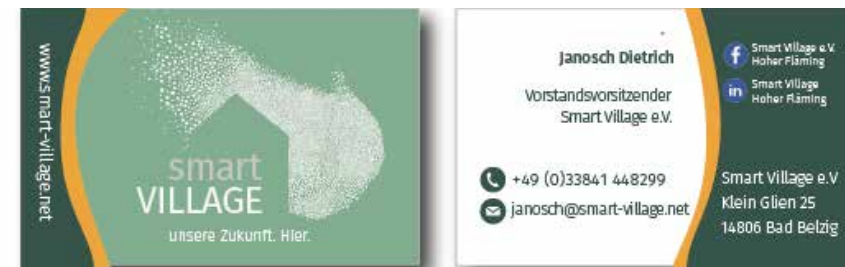 www.smart-village.net
smart
VILLAGE
unsere Zukunft. Hier.
Janosch Dietrich
Vorstandsvorsitzender
Smart Village e.V.
+49 (0)33841 448299
janosch@smart-village.net
Smart Village e.V.
Hoher Fläming
Smart Village
Hoher Fläming
Smart Village e.V
Klein Glien 25
14806 Bad Belzig